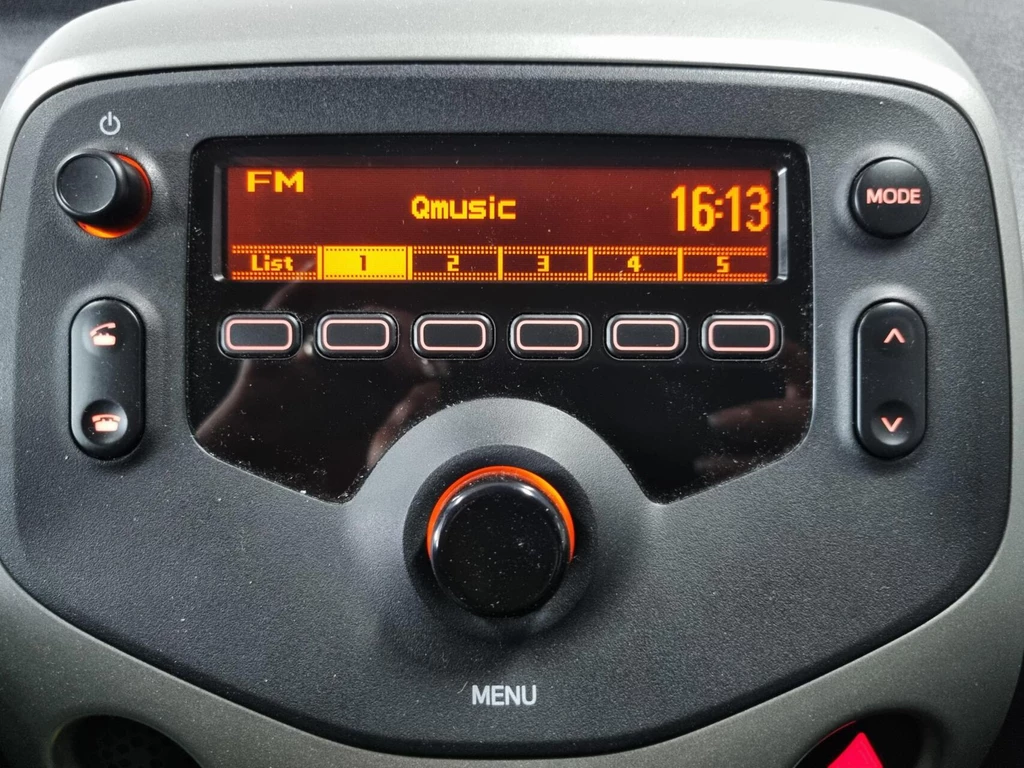 FM
Qmusic
16:13
List 1 2 3 4 5
MODE
MENU